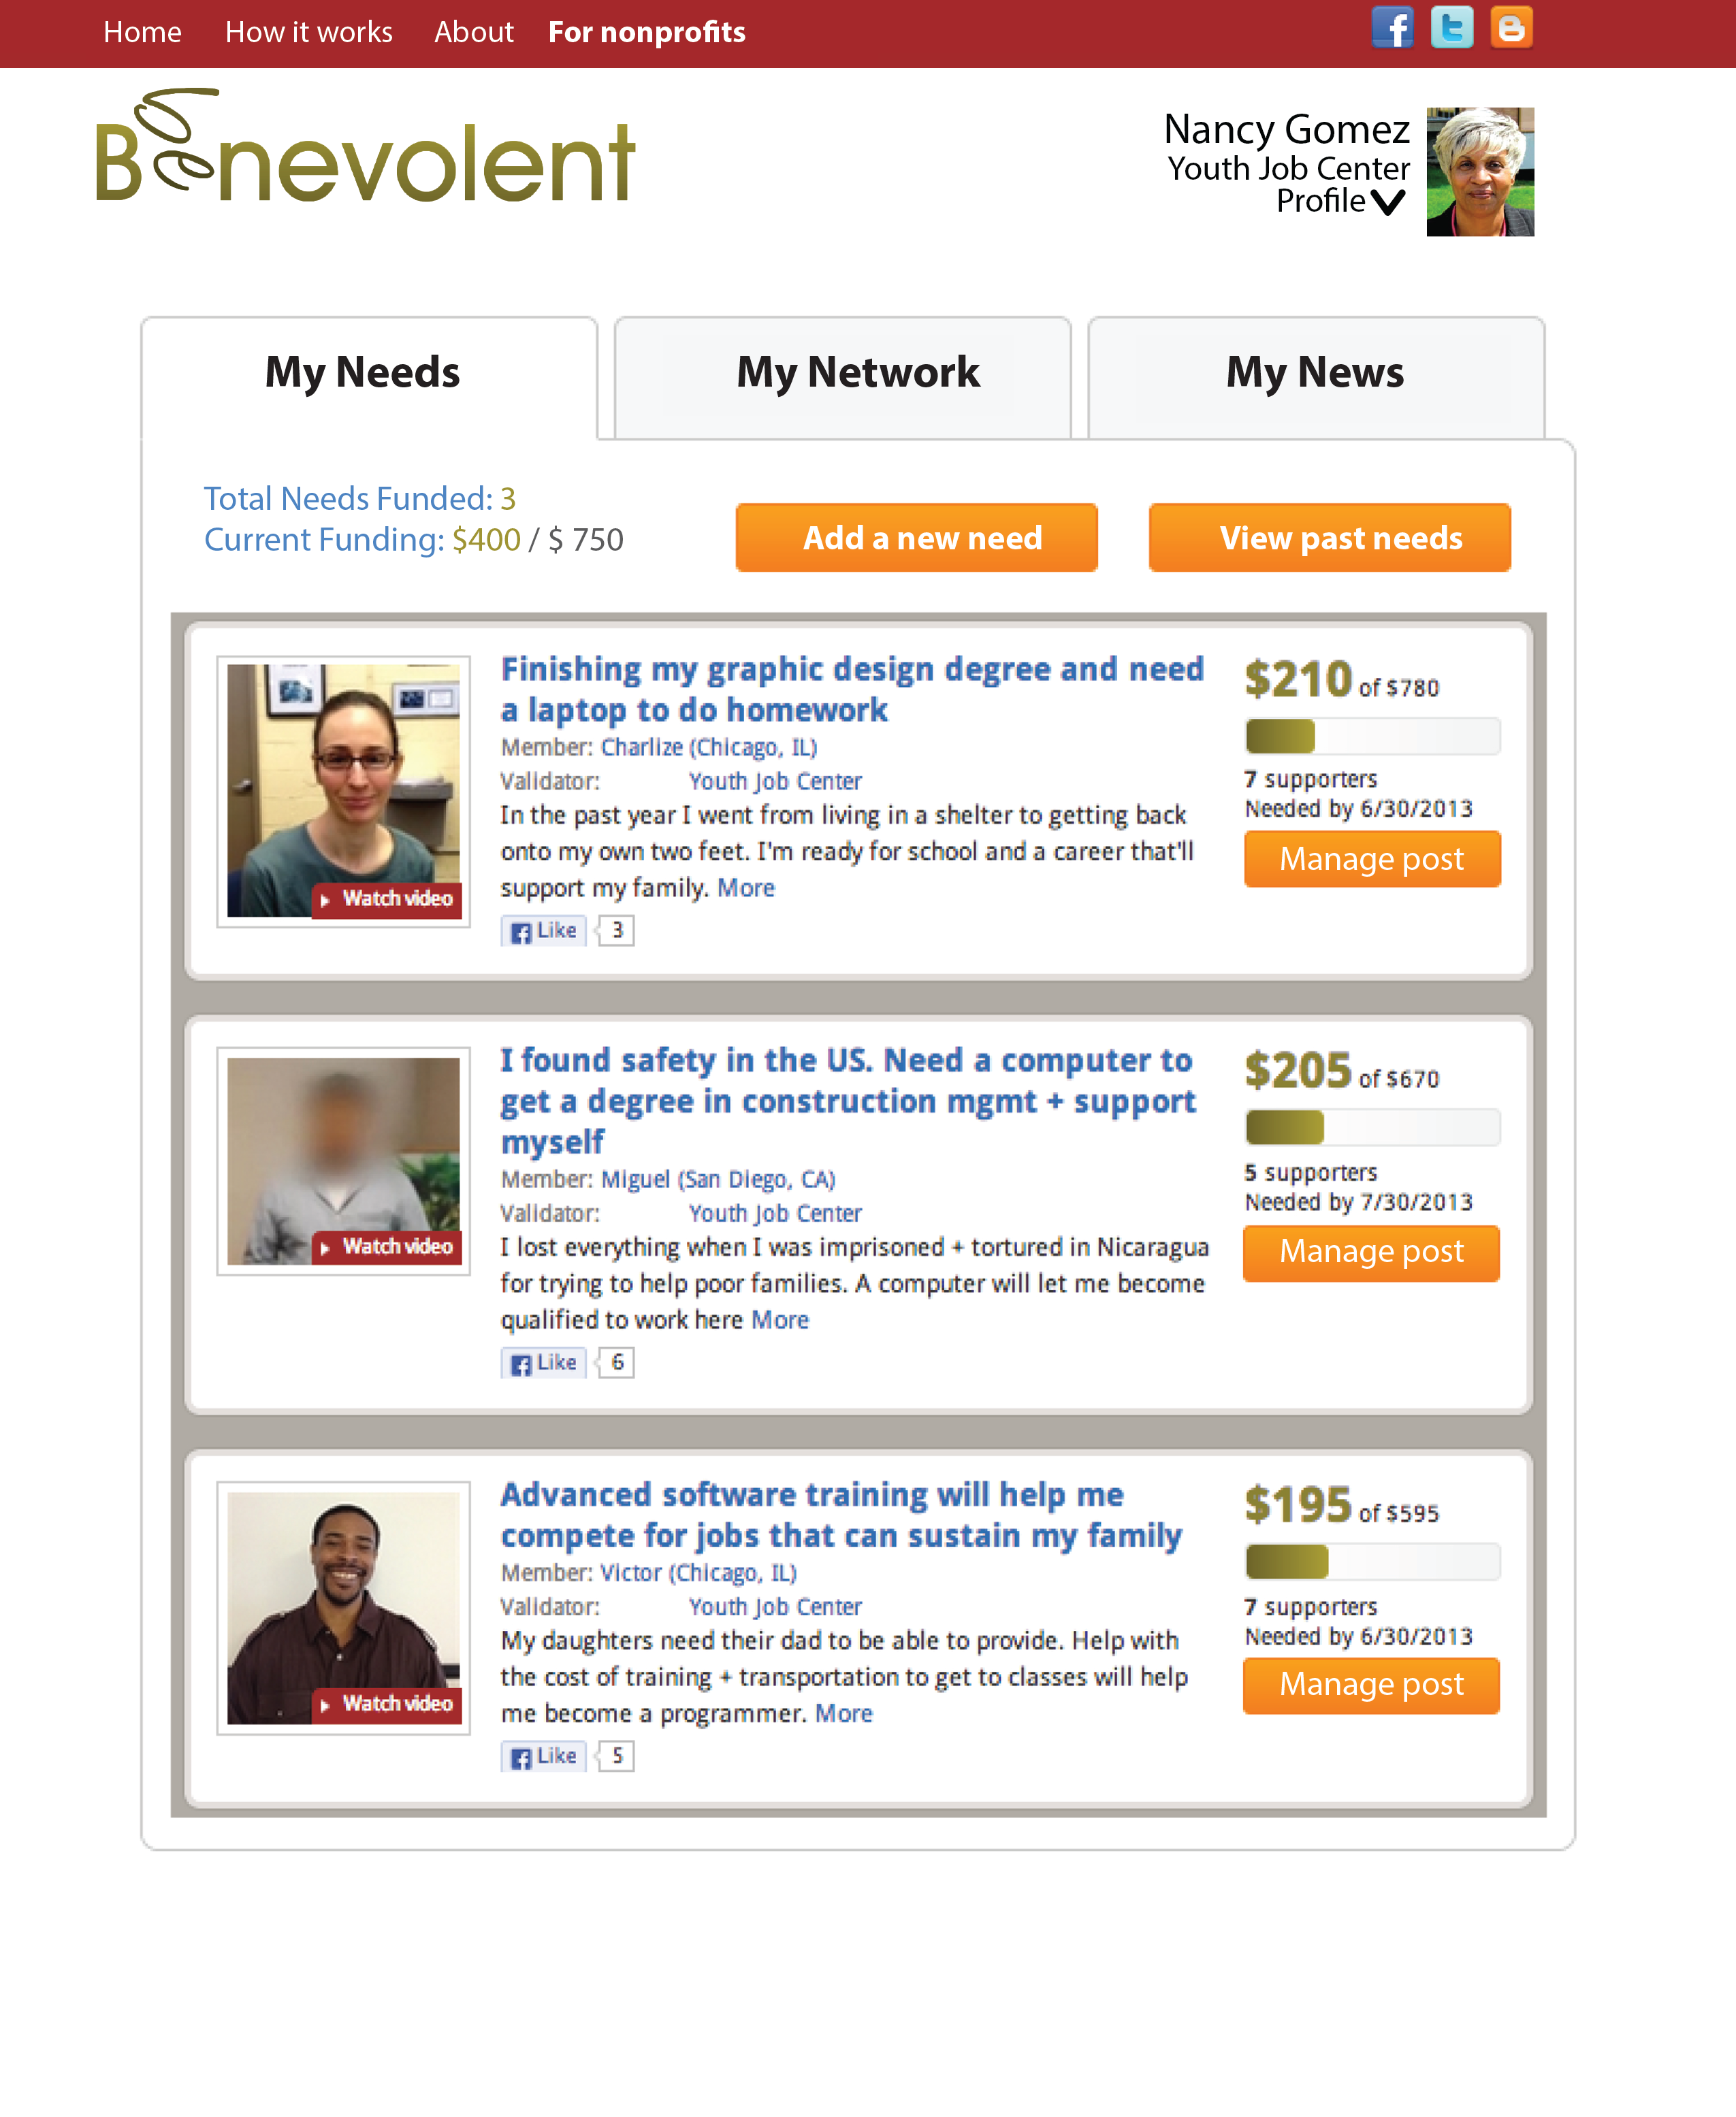 Home How it works About For nonprofits
Benevolent
Nancy Gomez
Youth Job Center
Profile
My Needs My Network My News
Total Needs Funded: 3
Current Funding: $400 / $ 750
Add a new need View past needs
Finishing my graphic design degree and need
a laptop to do homework
Member: Charlize (Chicago, IL)
Validator: Youth Job Center
In the past year I went from living in a shelter to getting back
onto my own two feet. I'm ready for school and a career that'll
support my family. More
Like 3
Watch video
$210 of $780
7 supporters
Needed by 6/30/2013
Manage post
I found safety in the US. Need a computer to
get a degree in construction mgmt + support
myself
Member: Miguel (San Diego, CA)
Validator: Youth Job Center
I lost everything when I was imprisoned + tortured in Nicaragua
for trying to help poor families. A computer will let me become
qualified to work here More
Like 6
Watch video
$205 of $670
5 supporters
Needed by 7/30/2013
Manage post
Advanced software training will help me
compete for jobs that can sustain my family
Member: Victor (Chicago, IL)
Validator: Youth Job Center
My daughters need their dad to be able to provide. Help with
the cost of training + transportation to get to classes will help
me become a programmer. More
Like 5
Watch video
$195 of $595
7 supporters
Needed by 6/30/2013
Manage post